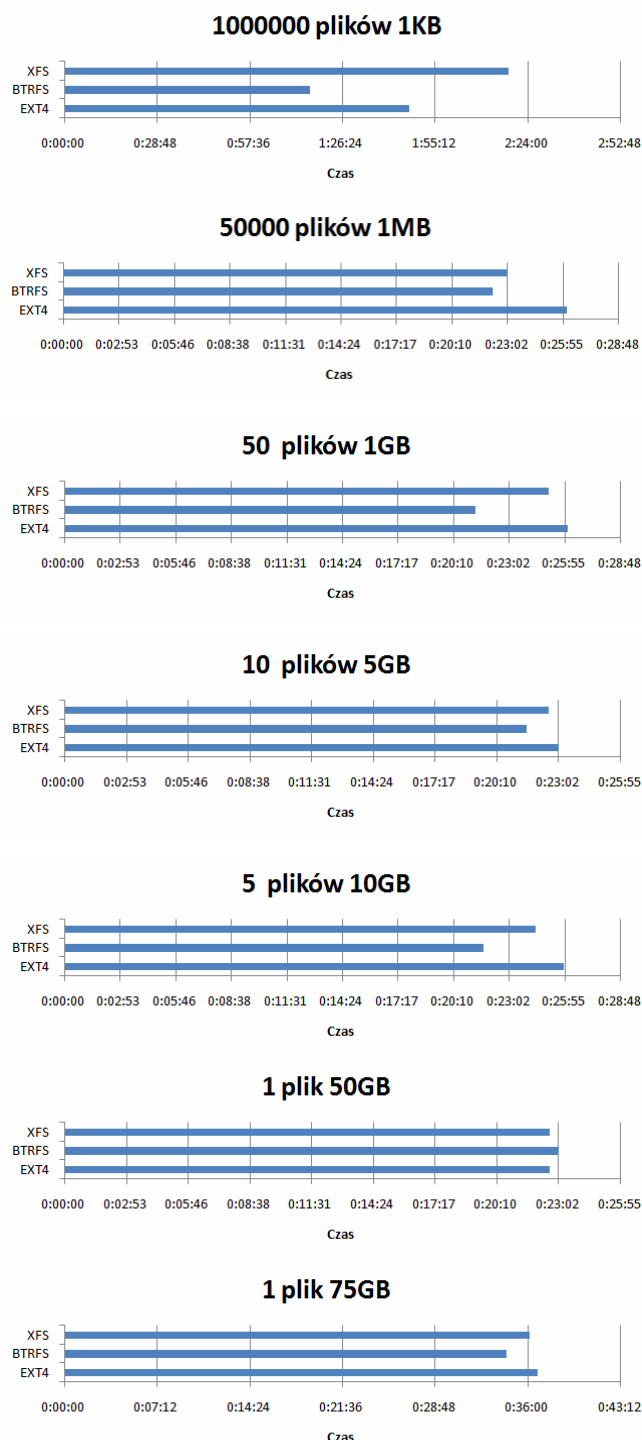 1000000 plików 1KB
XFS
BTRFS
EXT4
0:00:00 0:28:48 0:57:36 1:26:24 1:55:12 2:24:00 2:52:48
Czas
50000 plików 1MB
XFS
BTRFS
EXT4
0:00:00 0:02:53 0:05:46 0:08:38 0:11:31 0:14:24 0:17:17 0:20:10 0:23:02 0:25:55 0:28:48
Czas
50 plików 1GB
XFS
BTRFS
EXT4
0:00:00 0:02:53 0:05:46 0:08:38 0:11:31 0:14:24 0:17:17 0:20:10 0:23:02 0:25:55 0:28:48
Czas
10 plików 5GB
XFS
BTRFS
EXT4
0:00:00 0:02:53 0:05:46 0:08:38 0:11:31 0:14:24 0:17:17 0:20:10 0:23:02 0:25:55
Czas
5 plików 10GB
XFS
BTRFS
EXT4
0:00:00 0:02:53 0:05:46 0:08:38 0:11:31 0:14:24 0:17:17 0:20:10 0:23:02 0:25:55 0:28:48
Czas
1 plik 50GB
XFS
BTRFS
EXT4
0:00:00 0:02:53 0:05:46 0:08:38 0:11:31 0:14:24 0:17:17 0:20:10 0:23:02 0:25:55
Czas
1 plik 75GB
XFS
BTRFS
EXT4
0:00:00 0:07:12 0:14:24 0:21:36 0:28:48 0:36:00 0:43:12
Czas